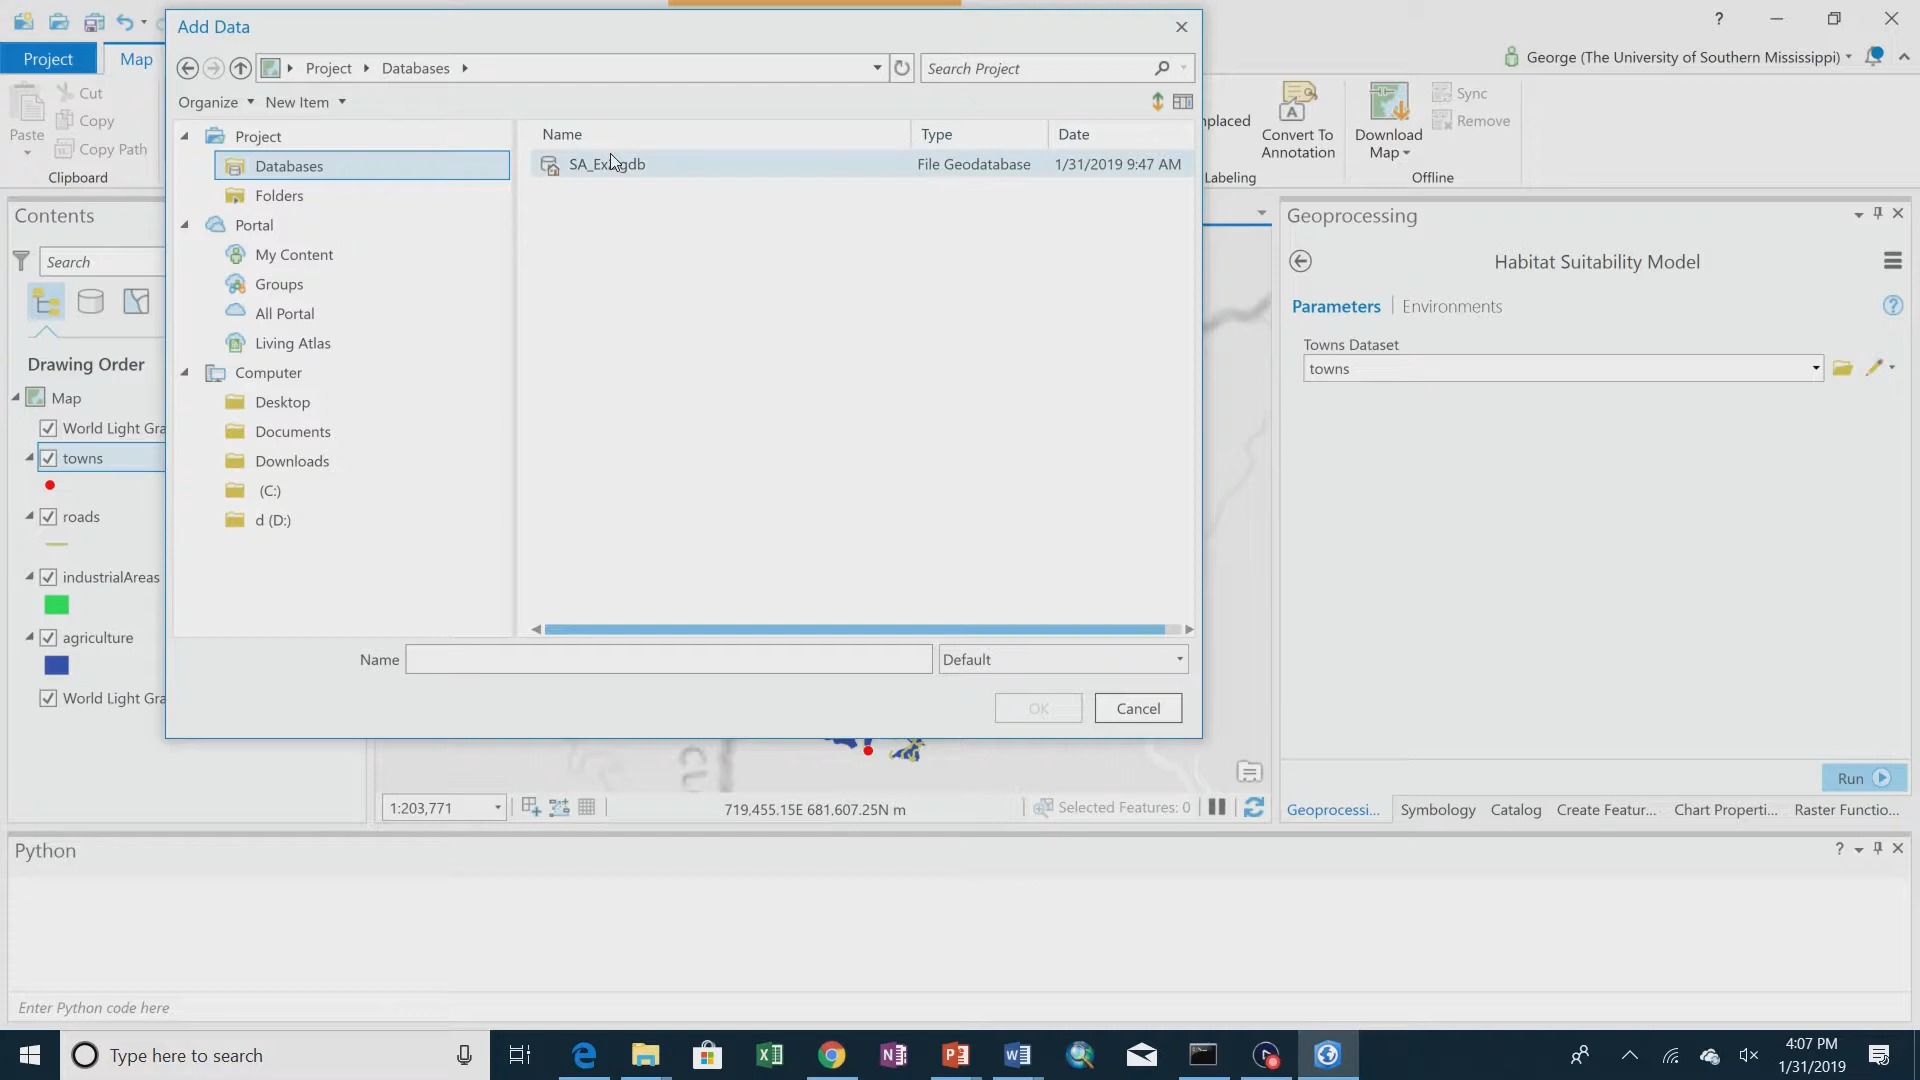 Add Data
Project
Map
Project
Databases
Search Project
George (The University of Southern Mississippi)
Organize
New Item
Cut
Copy
Copy Path
Paste
Clipboard
Convert To
Annotation
Labeling
Download
Map
Sync
Remove
Offline
Name
Type
Date
Project
Databases
Folders
Portal
My Content
Groups
All Portal
Living Atlas
Computer
Desktop
Documents
Downloads
(C:)
d (D:)
File Geodatabase
1/31/2019 9:47 AM
Name
Default
OK
Cancel
Contents
Search
Drawing Order
Map
World Light Gra
towns
roads
industrialAreas
agriculture
World Light Gra
Geoprocessing
Habitat Suitability Model
Parameters
Environments
Towns Dataset
towns
Run
1:203,771
719,455.15E 681,607.25N m
Selected Features: 0
Geoprocessi...
Symbology
Catalog
Create Featur...
Chart Properti...
Raster Functio...
Python
Enter Python code here
Type here to search
4:07 PM
1/31/2019